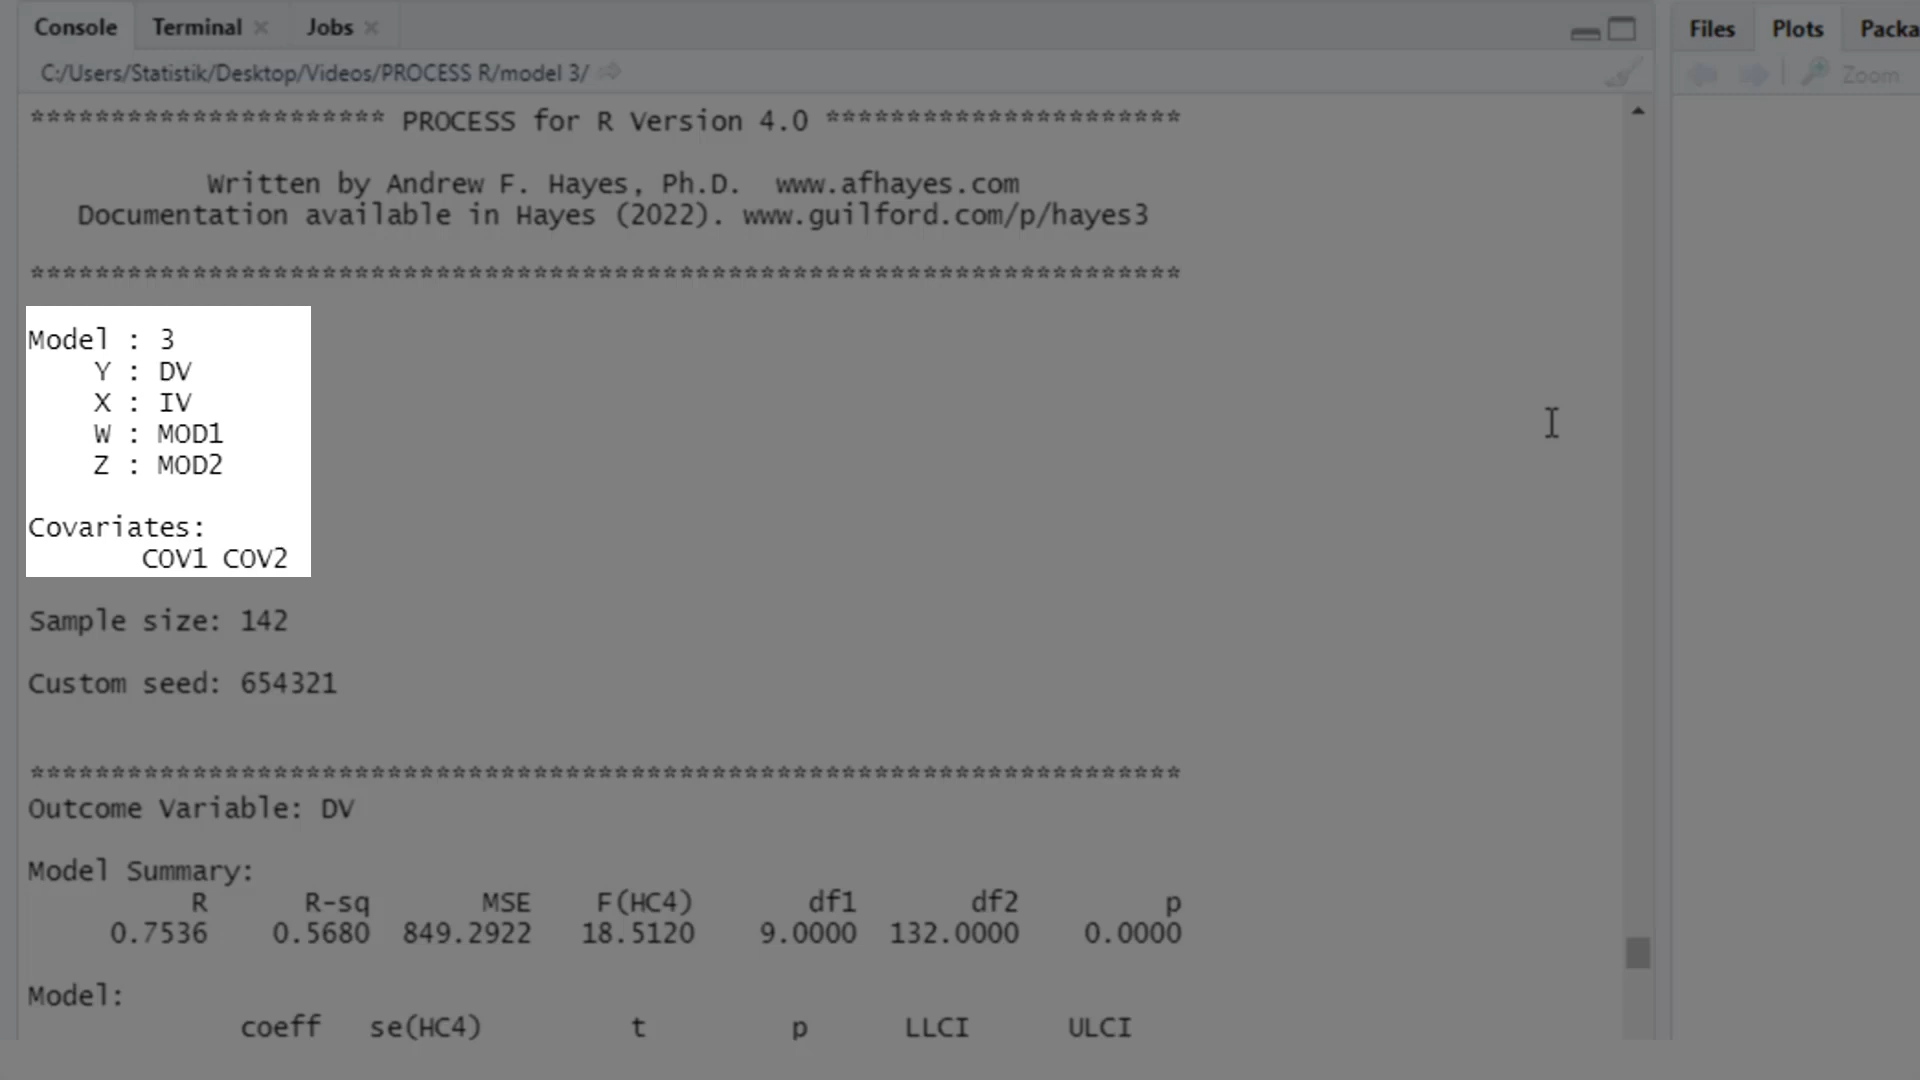 Console Terminal × Jobs ×
Files Plots Packa
C:/Users/Statistik/Desktop/Videos/PROCESS R/model 3/
Zoom
********************** PROCESS for R Version 4.0 **********************
Written by Andrew F. Hayes, Ph.D. www.afhayes.com
Documentation available in Hayes (2022). www.guilford.com/p/hayes3
***********************************************************************
Model : 3
Y : DV
X : IV
W : MOD1
Z : MOD2
Covariates:
COV1 COV2
Sample size: 142
Custom seed: 654321
***********************************************************************
Outcome Variable: DV
Model Summary:
R R-sq MSE F(HC4) df1 df2 p
0.7536 0.5680 849.2922 18.5120 9.0000 132.0000 0.0000
Model:
coeff se(HC4) t p LLCI ULCI